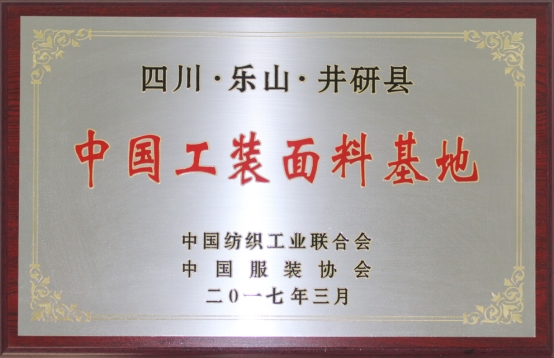 四川·乐山·井研县
中国工装面料基地
中国纺织工业联合会
中国服装协会
二〇一七年三月